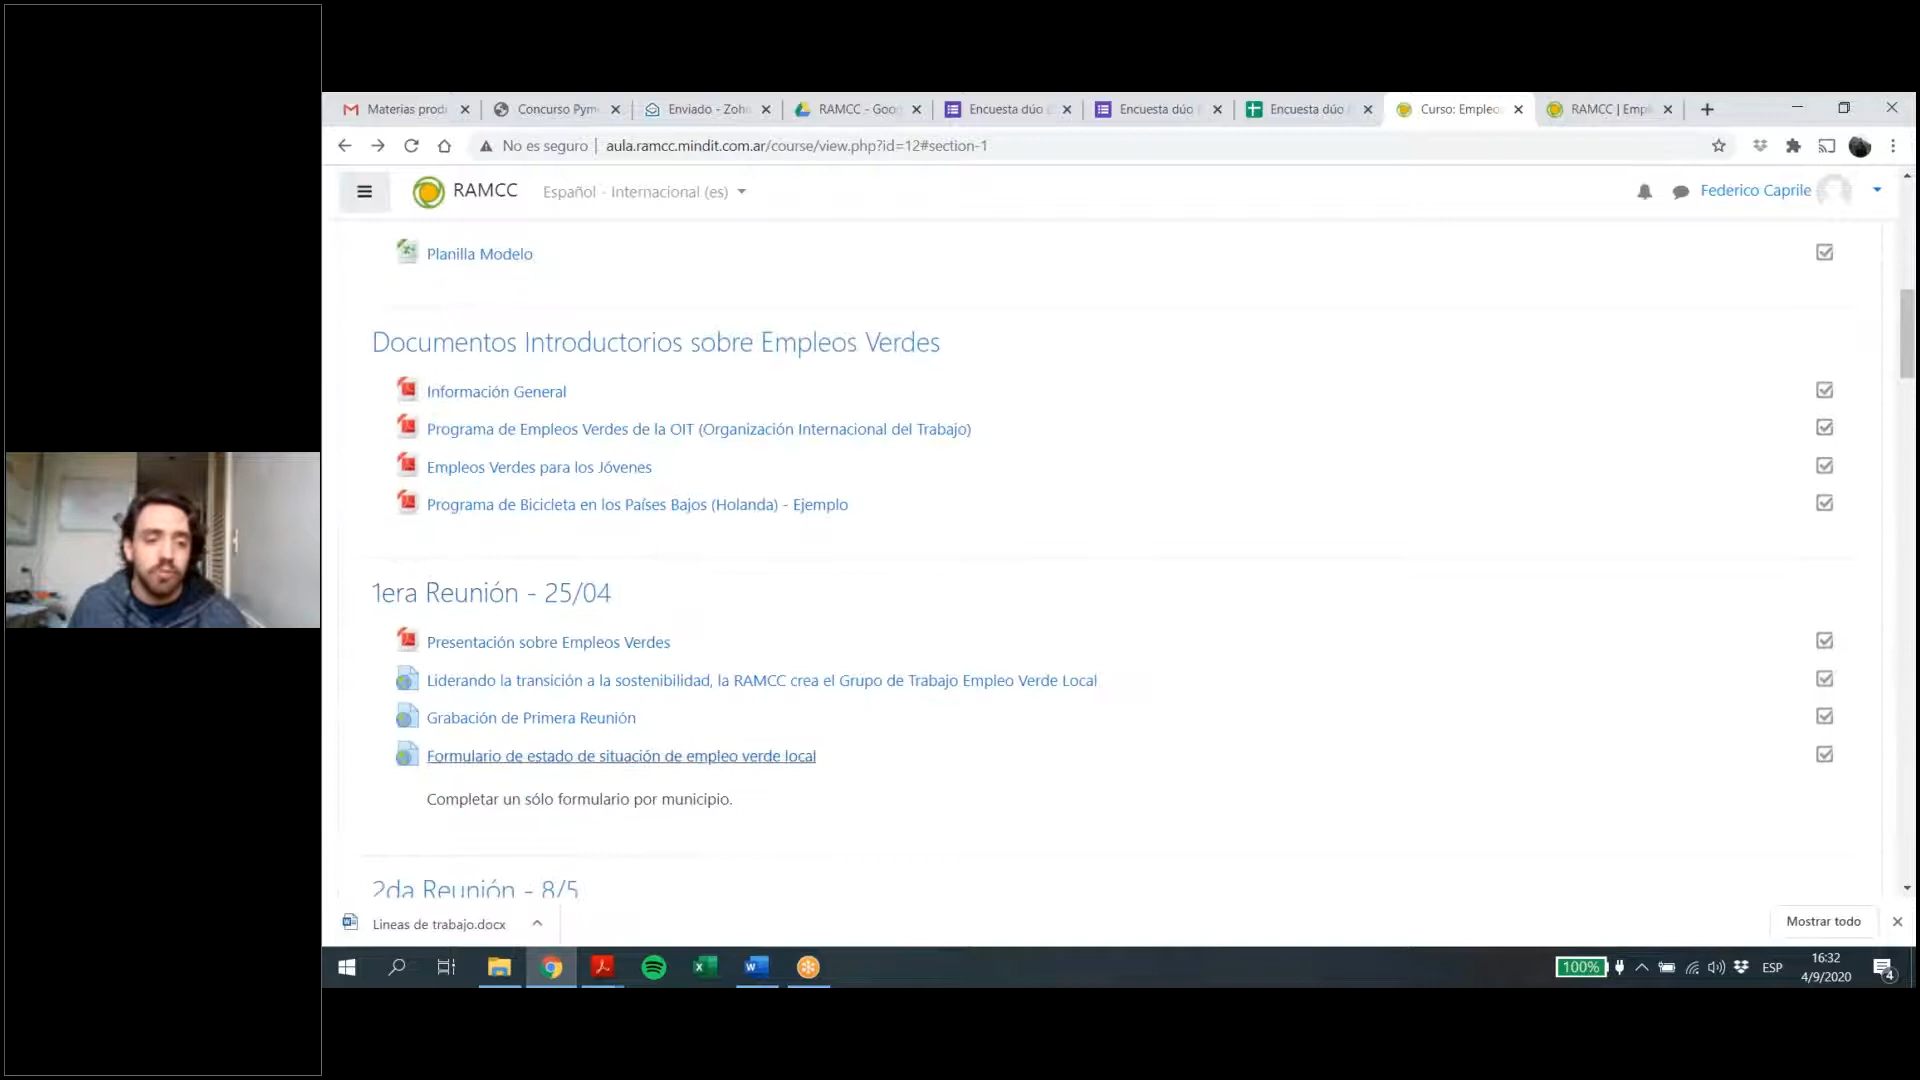 Materias prod
Concurso Pym
Enviado - Zoh
RAMCC - Goo
Encuesta dúo
Encuesta dúo
Encuesta dúo
Curso: Empleo
RAMCC | Empl
No es seguro | aula.ramcc.mindit.com.ar/course/view.php?id=12#section-1
RAMCC
Español - Internacional (es)
Federico Caprile
Planilla Modelo
Documentos Introductorios sobre Empleos Verdes
Información General
Programa de Empleos Verdes de la OIT (Organización Internacional del Trabajo)
Empleos Verdes para los Jóvenes
Programa de Bicicleta en los Países Bajos (Holanda) - Ejemplo
1era Reunión - 25/04
Presentación sobre Empleos Verdes
Liderando la transición a la sostenibilidad, la RAMCC crea el Grupo de Trabajo Empleo Verde Local
Grabación de Primera Reunión
Formulario de estado de situación de empleo verde local
Completar un sólo formulario por municipio.
2da Reunión - 8/5
Lineas de trabajo.docx
Mostrar todo
100%
ESP
16:32
4/9/2020
4